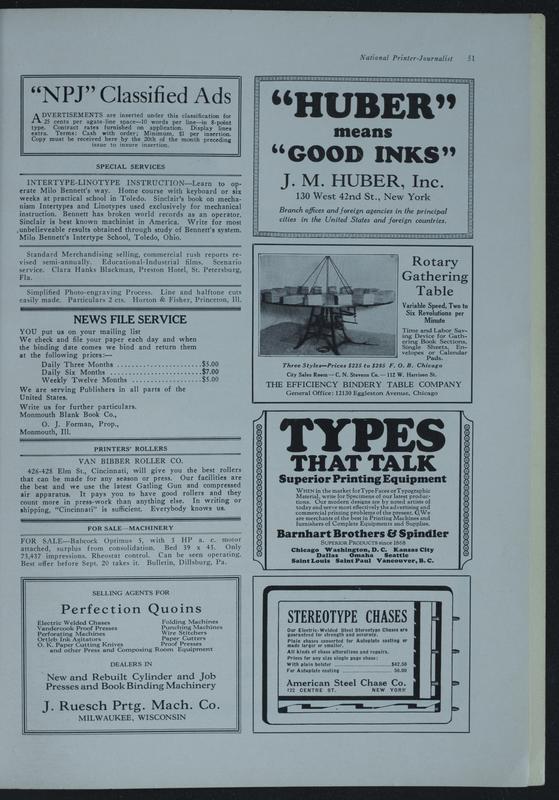 National Printer-Journalist 51
"NPJ" Classified Ads
ADVERTISEMENTS are inserted under this classification for
25 cents per agate-line space—10 words per line—in 8-point
type. Contract rates furnished on application. Display lines
extra. Terms: Cash with order; Minimum, $1 per insertion.
Copy must be received here by the 20th of the month preceding
issue to insure insertion.
SPECIAL SERVICES
INTERTYPE-LINOTYPE INSTRUCTION—Learn to op-
erate Milo Bennett's way. Home course with keyboard or six
weeks at practical school in Toledo. Sinclair's book on mecha-
nism Intertypes and Linotypes used exclusively for mechanical
instruction. Bennett has broken world records as an operator,
Sinclair is best known machinist in America. Write for most
unbelieveable results obtained through study of Bennett's system.
Milo Bennett's Intertype School, Toledo, Ohio.
Standard Merchandising selling, commercial rush reports re-
vised semi-annually. Educational-Industrial films. Scenario
service. Clara Hanks Blackman, Preston Hotel, St. Petersburg,
Fla.
Simplified Photo-engraving Process. Line and halftone cuts
easily made. Particulars 2 cts. Horton & Fisher, Princeton, Ill.
NEWS FILE SERVICE
YOU put us on your mailing list
We check and file your paper each day and when
the binding date comes we bind and return them
at the following prices:—
Daily Three Months ......................$5.00
Daily Six Months ........................$7.00
Weekly Twelve Months ..................$5.00
We are serving Publishers in all parts of the
United States.
Write us for further particulars.
Monmouth Blank Book Co.,
O. J. Forman, Prop.,
Monmouth, Ill.
PRINTERS' ROLLERS
VAN BIBBER ROLLER CO.
426-428 Elm St., Cincinnati, will give you the best rollers
that can be made for any season or press. Our facilities are
the best and we use the latest Gatling Gun and compressed
air apparatus. It pays you to have good rollers and they
count more in press-work than anything else. In writing or
shipping, "Cincinnati" is sufficient. Everybody knows us.
FOR SALE—MACHINERY
FOR SALE—Babcock Optimus 5, with 3 HP a. c. motor
attached, surplus from consolidation. Bed 39 x 45. Only
73,437 impressions. Rheostat control. Can be seen operating.
Best offer before Sept. 20 takes it. Bulletin, Dillsburg, Pa.
SELLING AGENTS FOR
Perfection Quoins
Electric Welded Chases Folding Machines
Vandercook Proof Presses Punching Machines
Perforating Machines Wire Stitchers
Ortleb Ink Agitators Paper Cutters
O. K. Paper Cutting Knives Proof Presses
and other Press and Composing Room Equipment
DEALERS IN
New and Rebuilt Cylinder and Job
Presses and Book Binding Machinery
J. Ruesch Prtg. Mach. Co.
MILWAUKEE, WISCONSIN
"HUBER"
means
"GOOD INKS"
J. M. HUBER, Inc.
130 West 42nd St., New York
Branch offices and foreign agencies in the principal
cities in the United States and foreign countries.
Rotary
Gathering
Table
Variable Speed, Two to
Six Revolutions per
Minute
Time and Labor Sav-
ing Device for Gath-
ering Book Sections,
Single Sheets, En-
velopes or Calendar
Pads.
Three Styles—Prices $225 to $285 F. O. B. Chicago
City Sales Room—C. N. Stevens Co.—112 W. Harrison St.
THE EFFICIENCY BINDERY TABLE COMPANY
General Office: 12130 Eggleston Avenue, Chicago
TYPES
THAT TALK
Superior Printing Equipment
WHEN in the market for Type Faces or Typographic
Material, write for Specimens of our latest produc-
tions. Our modern designs are by noted artists of
today and serve most effectively the advertising and
commercial printing problems of the present. ¶ We
are merchants of the best in Printing Machines and
furnishers of Complete Equipments and Supplies.
Barnhart Brothers & Spindler
SUPERIOR PRODUCTS since 1868
Chicago Washington, D. C. Kansas City
Dallas Omaha Seattle
Saint Louis Saint Paul Vancouver, B. C.
STEREOTYPE CHASES
Our Electric-Welded Steel Stereotype Chases are
guaranteed for strength and accuracy.
Plain chases converted for Autoplate casting or
made larger or smaller.
All kinds of chase alterations and repairs.
Prices for any size single page chase:
With plain bolster ..............$42.50
For Autoplate casting .............. 50.00
American Steel Chase Co.
122 CENTRE ST. NEW YORK